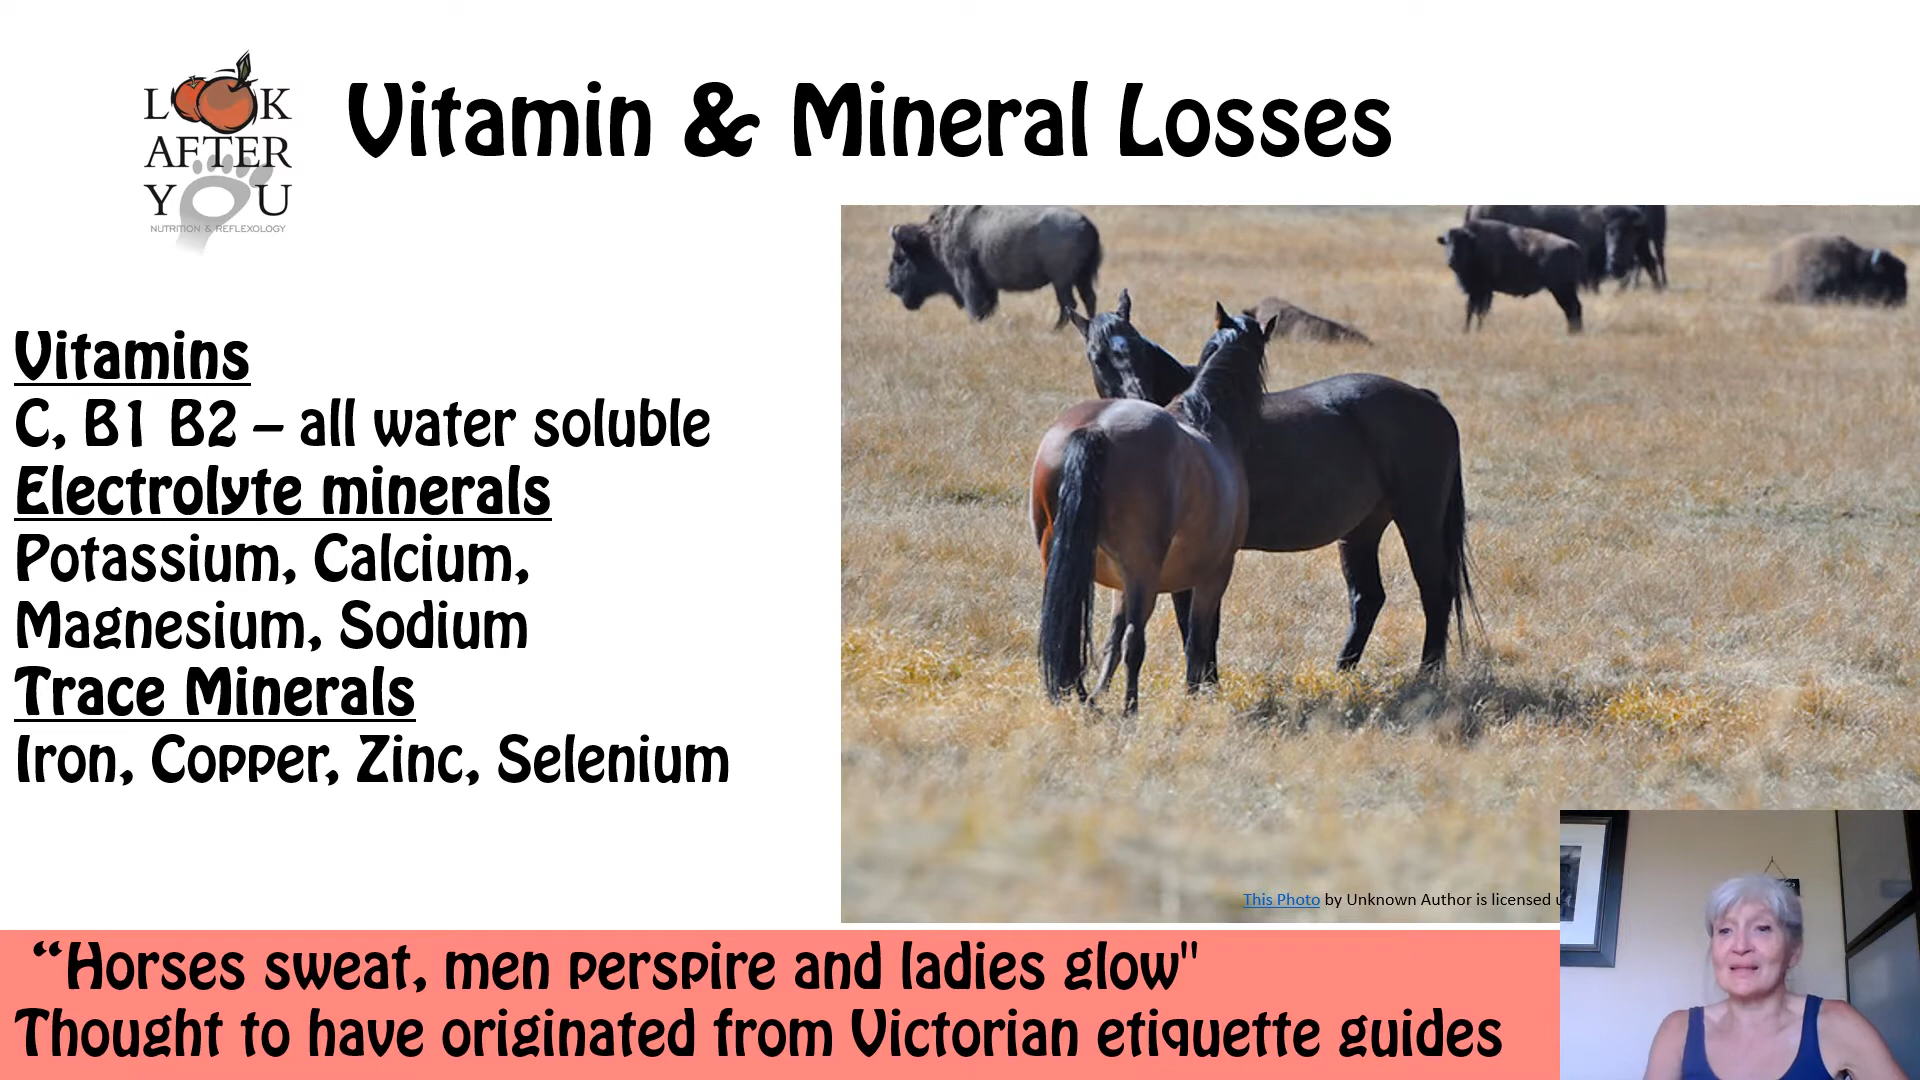 LOOK
AFTER
YOU
NUTRITION & REFLEXOLOGY
Vitamin & Mineral Losses
Vitamins
C, B1 B2 – all water soluble
Electrolyte minerals
Potassium, Calcium,
Magnesium, Sodium
Trace Minerals
Iron, Copper, Zinc, Selenium
This Photo by Unknown Author is licensed
“Horses sweat, men perspire and ladies glow"
Thought to have originated from Victorian etiquette guides